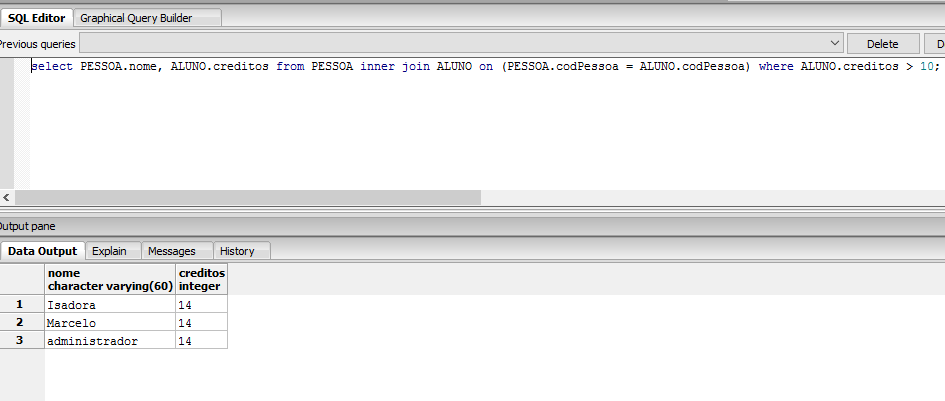 SQL Editor Graphical Query Builder
Previous queries Delete
select PESSOA.nome, ALUNO.creditos from PESSOA inner join ALUNO on (PESSOA.codPessoa = ALUNO.codPessoa) where ALUNO.creditos > 10;
Output pane
Data Output Explain Messages History
nome creditos
character varying(60) integer
1 Isadora 14
2 Marcelo 14
3 administrador 14